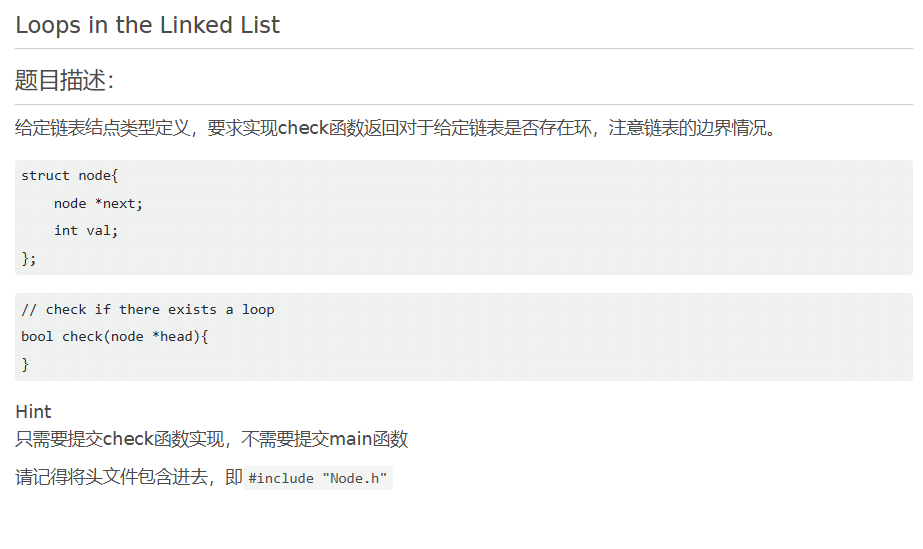 Loops in the Linked List
题目描述：
给定链表结点类型定义，要求实现check函数返回对于给定链表是否存在环，注意链表的边界情况。
struct node{
    node *next;
    int val;
};
// check if there exists a loop
bool check(node *head){
}
Hint
只需要提交check函数实现，不需要提交main函数
请记得将头文件包含进去，即 #include "Node.h"